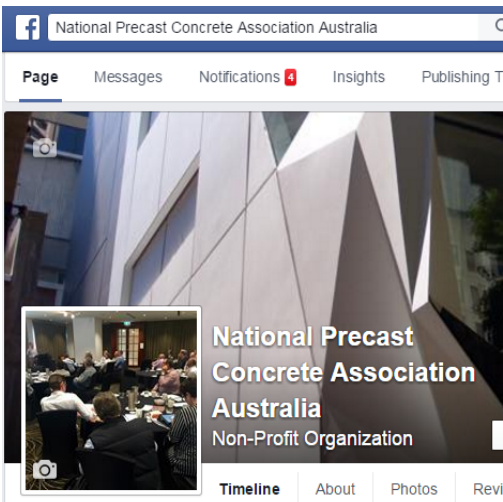 National Precast Concrete Association Australia
Page Messages Notifications 4 Insights Publishing T
National Precast
Concrete Association
Australia
Non-Profit Organization
Timeline About Photos Revi